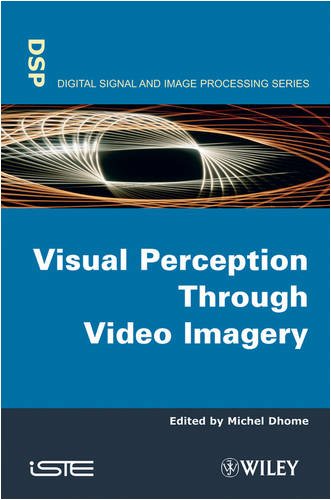 DSP
DIGITAL SIGNAL AND IMAGE PROCESSING SERIES
Visual Perception
Through
Video Imagery
Edited by Michel Dhome
iSTE
WILEY